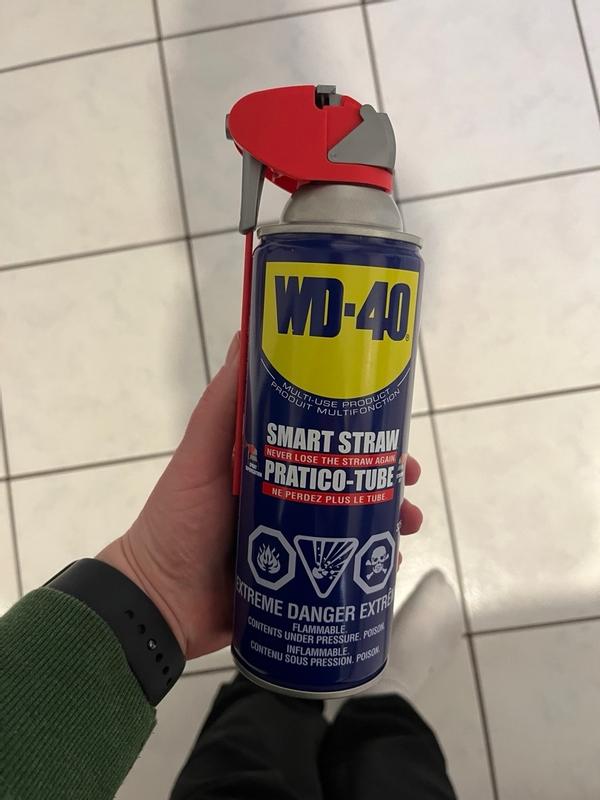 WD-40
MULTI-USE PRODUCT
PRODUIT MULTIFONCTION
SMART STRAW
NEVER LOSE THE STRAW AGAIN
PRATICO-TUBE
NE PERDEZ PLUS LE TUBE
EXTREME DANGER EXTRÊ
FLAMMABLE.
CONTENTS UNDER PRESSURE. POISON.
INFLAMMABLE.
CONTENU SOUS PRESSION. POISON.